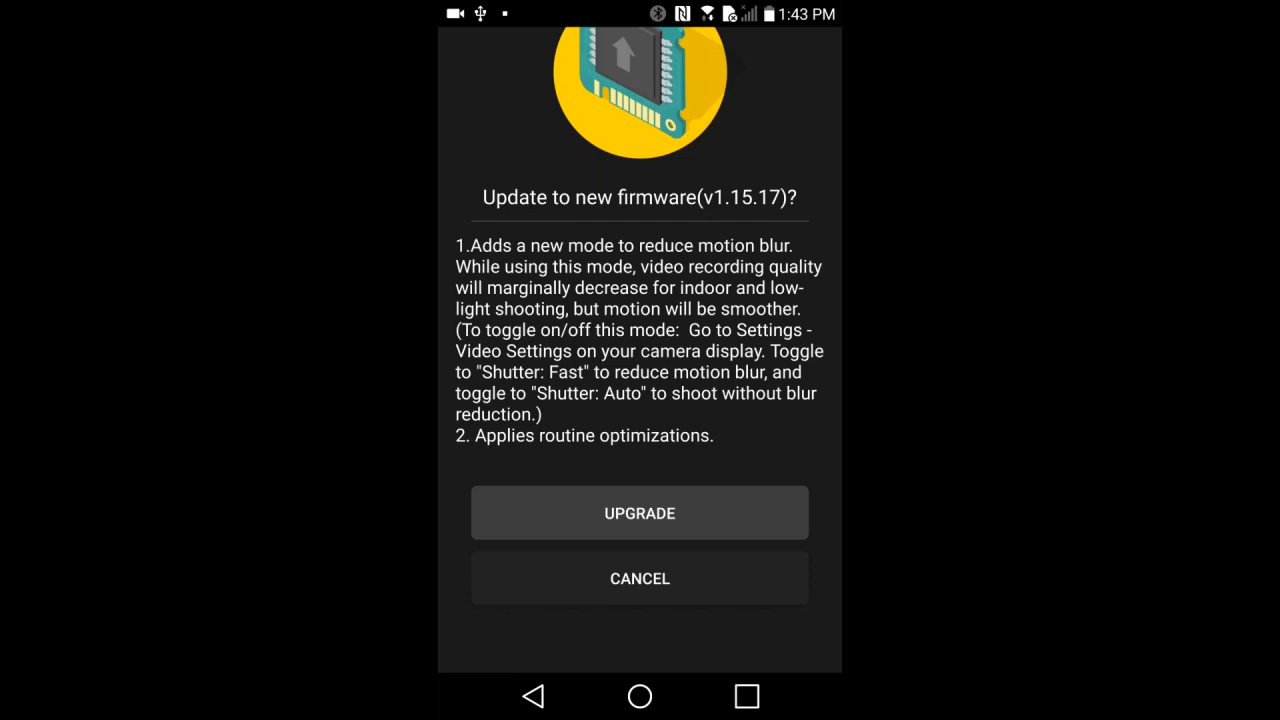 1:43 PM
Update to new firmware(v1.15.17)?
1.Adds a new mode to reduce motion blur.
While using this mode, video recording quality
will marginally decrease for indoor and low-
light shooting, but motion will be smoother.
(To toggle on/off this mode:  Go to Settings -
Video Settings on your camera display. Toggle
to "Shutter: Fast" to reduce motion blur, and
toggle to "Shutter: Auto" to shoot without blur
reduction.)
2. Applies routine optimizations.
UPGRADE
CANCEL